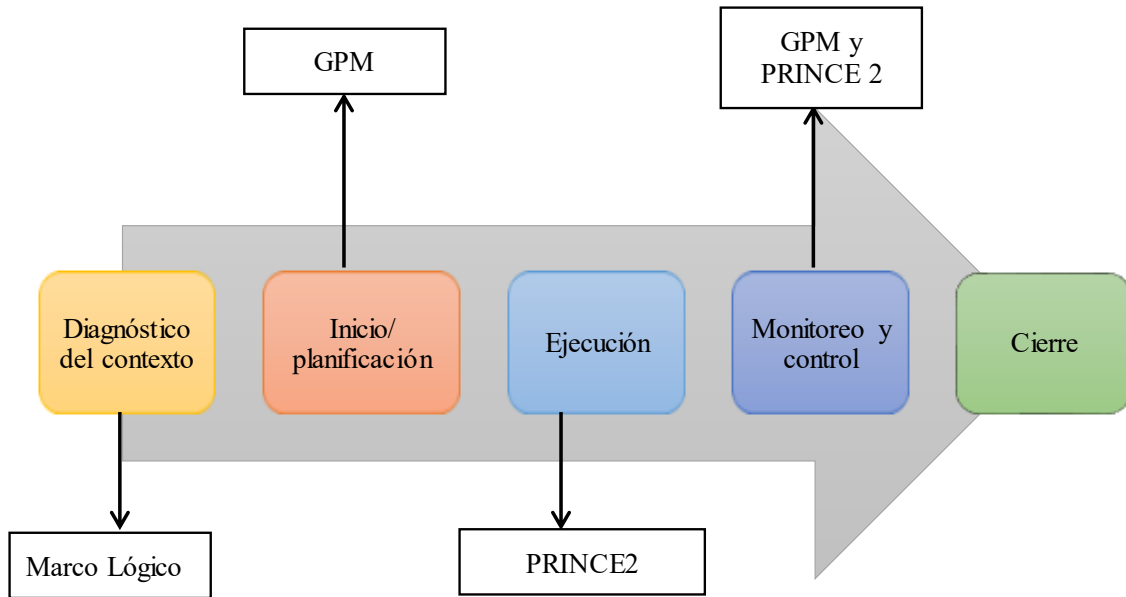 GPM
GPM y
PRINCE 2
Diagnóstico
del contexto
Inicio/
planificación
Ejecución
Monitoreo y
control
Cierre
Marco Lógico
PRINCE2